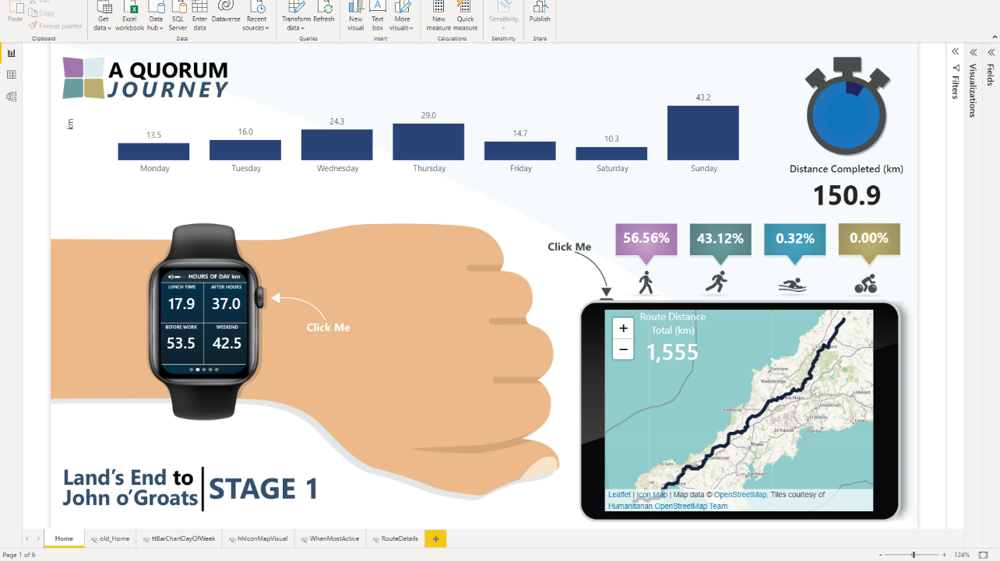 Paste
Cut
Copy
Format painter
Clipboard
Get data
Excel workbook
Data hub
SQL Server
Enter data
Dataverse
Recent sources
Data
Transform data
Refresh
Queries
New visual
Text box
More visuals
Insert
New measure
Quick measure
Calculations
Sensitivity
Sensitivity
Publish
Share
A QUORUM
JOURNEY
km
13.5
16.0
24.3
29.0
14.7
10.3
43.2
Monday
Tuesday
Wednesday
Thursday
Friday
Saturday
Sunday
Distance Completed (km)
150.9
Filters
Visualizations
Fields
Click Me
56.56%
43.12%
0.32%
0.00%
HOURS OF DAY km
LUNCH TIME
AFTER HOURS
17.9
37.0
BEFORE WORK
WEEKEND
53.5
42.5
Click Me
+
−
Route Distance
Total (km)
1,555
Padstow
Wadebridge
Liskeard
Newquay
Lostwithiel
St Blazey
Fowey
St Austell
Truro
St Ives
Falmouth
Leaflet | Icon Map | Map data © OpenStreetMap, Tiles courtesy of
Humanitarian OpenStreetMap Team
Land's End to
John o'Groats
STAGE 1
Home
old_Home
ttBarChartDayOfWeek
hhIconMapVisual
WhenMostActive
RouteDetails
+
Page 1 of 6
- + 124%